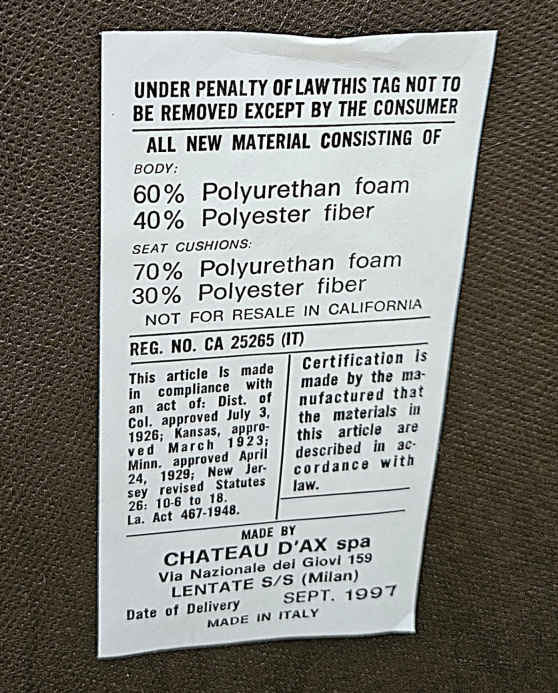 UNDER PENALTY OF LAW THIS TAG NOT TO
BE REMOVED EXCEPT BY THE CONSUMER
ALL NEW MATERIAL CONSISTING OF
BODY:
60% Polyurethan foam
40% Polyester fiber
SEAT CUSHIONS:
70% Polyurethan foam
30% Polyester fiber
NOT FOR RESALE IN CALIFORNIA
REG. NO. CA 25265 (IT)
This article Is made
in compliance with
an act of: Dist. of
Col. approved July 3,
1926; Kansas, appro-
ved March 1923;
Minn. approved April
24, 1929; New Jer-
sey revised Statutes
26: 10-6 to 18.
La. Act 467-1948.
Certification is
made by the ma-
nufactured that
the materials in
this article are
described in ac-
cordance with
law.
MADE BY
CHATEAU D'AX spa
Via Nazionale dei Giovi 159
LENTATE S/S (Milan)
Date of Delivery SEPT. 1997
MADE IN ITALY